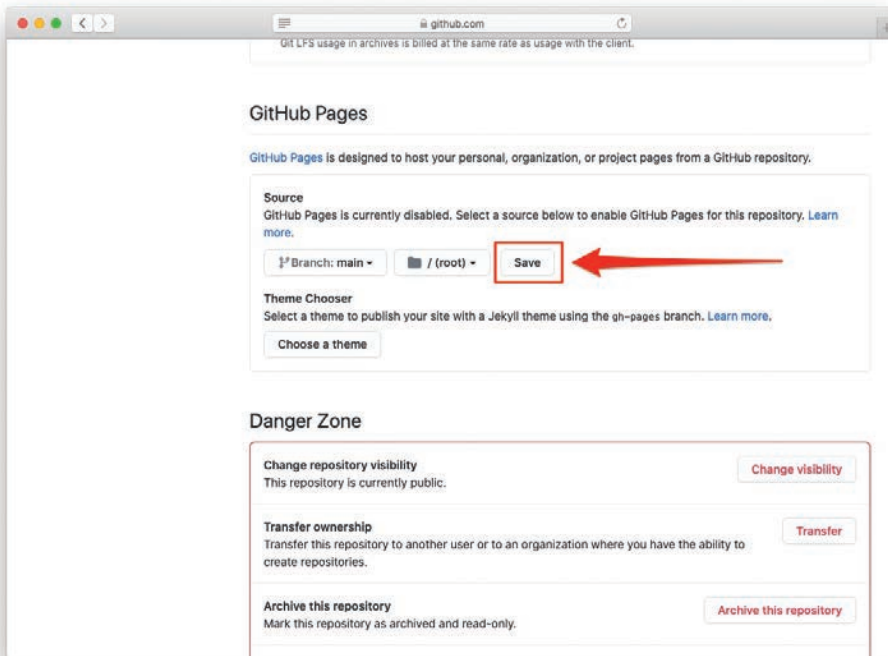 github.com
Git LFS usage in archives is billed at the same rate as usage with the client.
GitHub Pages
GitHub Pages is designed to host your personal, organization, or project pages from a GitHub repository.
Source
GitHub Pages is currently disabled. Select a source below to enable GitHub Pages for this repository. Learn
more.
Branch: main / (root) Save
Theme Chooser
Select a theme to publish your site with a Jekyll theme using the gh-pages branch. Learn more.
Choose a theme
Danger Zone
Change repository visibility
This repository is currently public.
Change visibility
Transfer ownership
Transfer this repository to another user or to an organization where you have the ability to
create repositories.
Transfer
Archive this repository
Mark this repository as archived and read-only.
Archive this repository